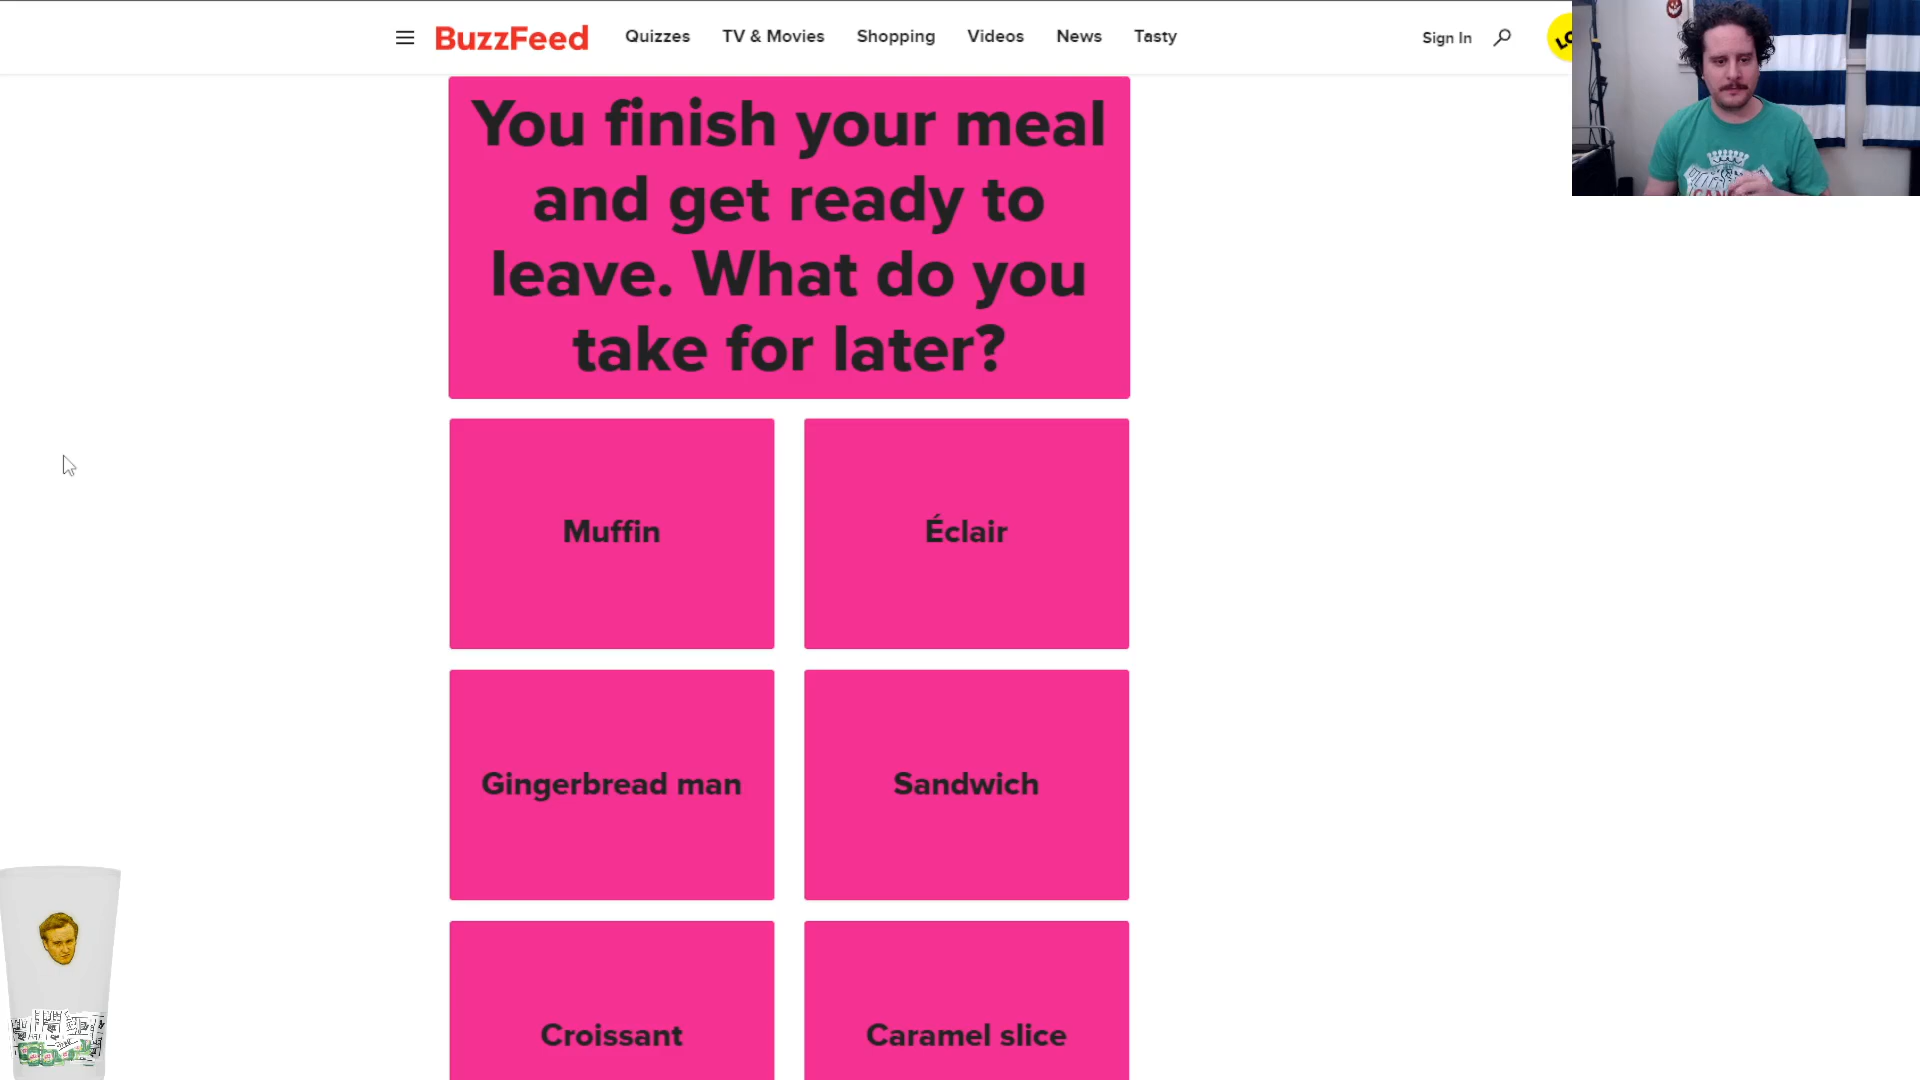 BuzzFeed
Quizzes
TV & Movies
Shopping
Videos
News
Tasty
Sign In
You finish your meal
and get ready to
leave. What do you
take for later?
Muffin
Éclair
Gingerbread man
Sandwich
Croissant
Caramel slice